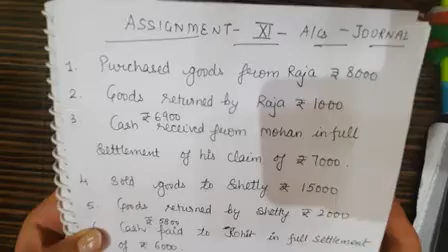 ASSIGNMENT - XI - A/Cs - JOURNAL
1. Purchased goods from Raja ₹ 8000
2. Goods returned by Raja ₹ 1000
3. Cash ₹ 6900 received from mohan in full
settlement of his claim of ₹ 7000.
4. Sold goods to Shetty ₹ 15000
5. Goods returned by Shetty ₹ 2000
Cash ₹ 5800 paid to Rohit in full settlement
of ₹ 6000.